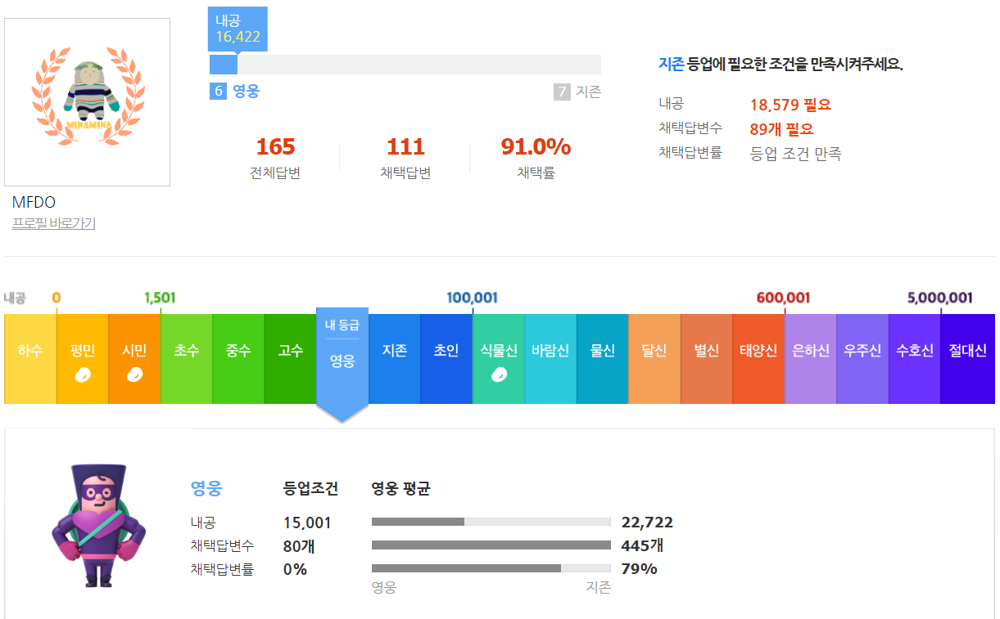 내공
16,422
6 영웅
7 지존
165
전체답변
111
채택답변
91.0%
채택률
지존 등업에 필요한 조건을 만족시켜주세요.
내공 18,579 필요
채택답변수 89개 필요
채택답변률 등업 조건 만족
MINAMINA
MFDO
프로필 바로가기
내공 0 1,501 100,001 600,001 5,000,001
하수 평민 시민 초수 중수 고수 내 등급 영웅 지존 초인 식물신 바람신 물신 달신 별신 태양신 은하신 우주신 수호신 절대신
영웅 등업조건 영웅 평균
내공 15,001 22,722
채택답변수 80개 445개
채택답변률 0% 79%
영웅 지존